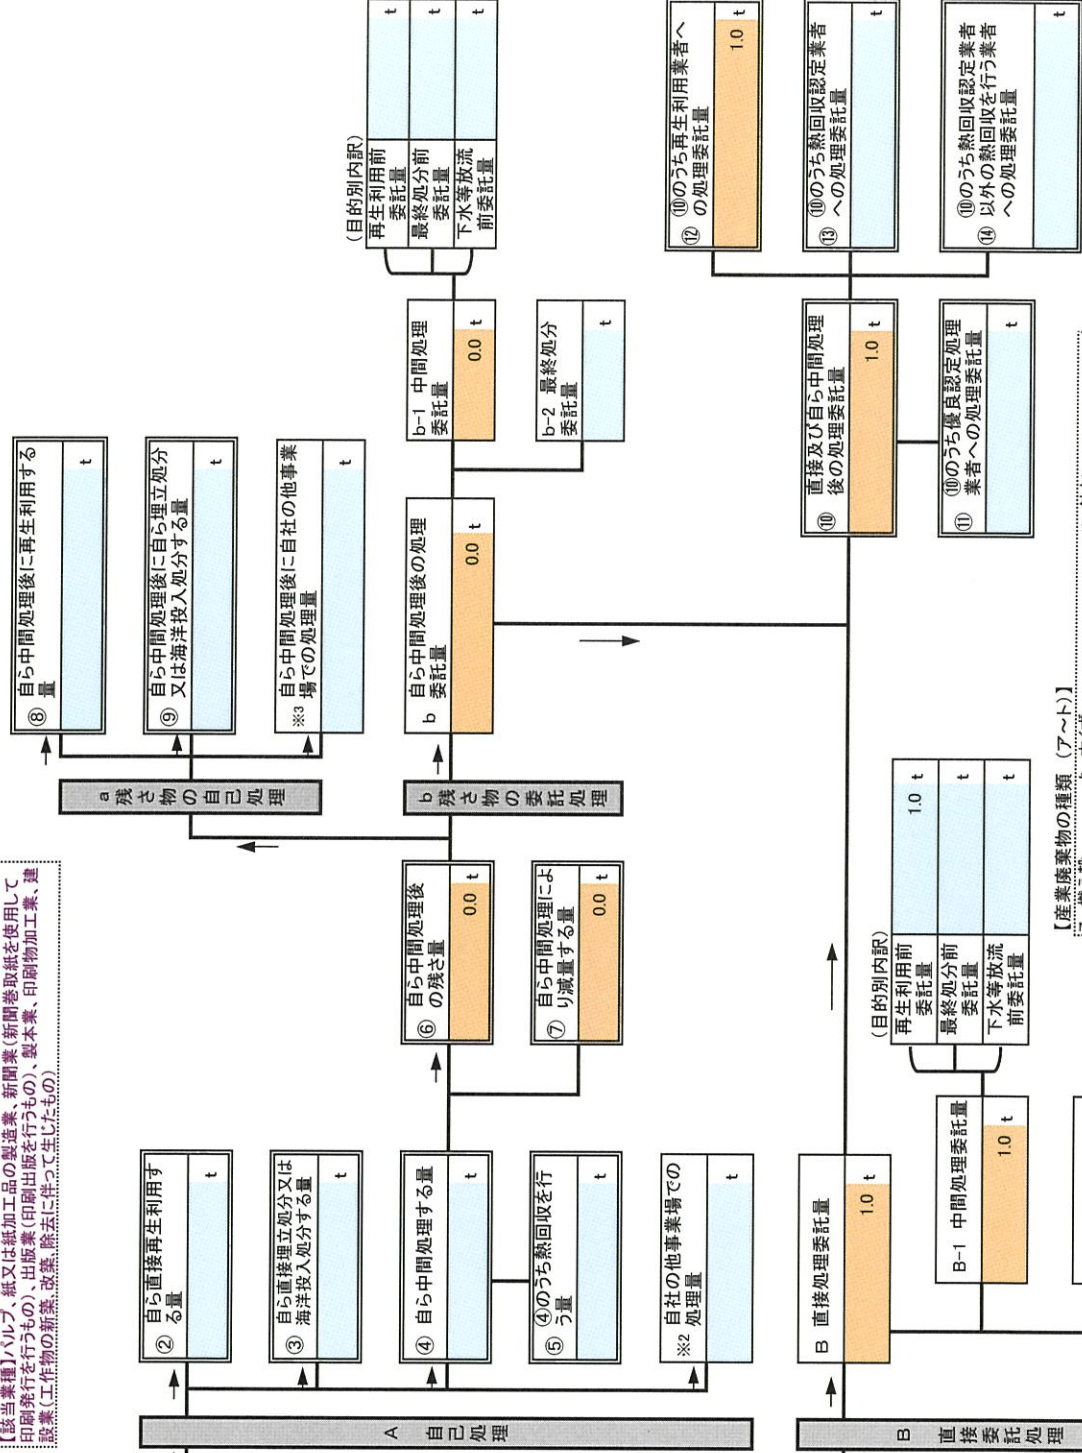 【該当業種】パルプ、紙又は紙加工品の製造業、新聞業(新聞巻取紙を使用して
印刷発行を行うもの)、出版業(印刷出版を行うもの)、製本業、印刷物加工業、建
設業(工作物の新築、改築、除去に伴って生じたもの)
A 自己処理
② 自ら直接再生利用す
る量
t
③ 自ら直接埋立処分又は
海洋投入処分する量
t
④ 自ら中間処理する量
t
⑤ ④のうち熱回収を行
う量
t
※2 自社の他事業場での
処理量
t
⑥ 自ら中間処理後
の残さ量
0.0 t
⑦ 自ら中間処理によ
り減量する量
0.0 t
a 残さ物の自己処理
⑧ 自ら中間処理後に再生利用する
量
t
⑨ 自ら中間処理後に自ら埋立処分
又は海洋投入処分する量
t
※3 自ら中間処理後に自社の他事業
場での処理量
t
b 残さ物の委託処理
b 自ら中間処理後の処理
委託量
0.0 t
b-1 中間処理
委託量
0.0 t
b-2 最終処分
委託量
t
(目的別内訳)
再生利用前
委託量
t
最終処分前
委託量
t
下水等放流
前委託量
t
B 直接委託処理
B 直接処理委託量
1.0 t
B-1 中間処理委託量
1.0 t
(目的別内訳)
再生利用前
委託量
1.0 t
最終処分前
委託量
t
下水等放流
前委託量
t
⑩ 直接及び自ら中間処理
後の処理委託量
1.0 t
⑪ ⑩のうち優良認定処理
業者への処理委託量
t
⑫ ⑩のうち再生利用業者へ
の処理委託量
1.0 t
⑬ ⑩のうち熱回収認定業者
への処理委託量
t
⑭ ⑩のうち熱回収認定業者
以外の熱回収を行う業者
への処理委託量
t
【産業廃棄物の種類 (ア～ト)】